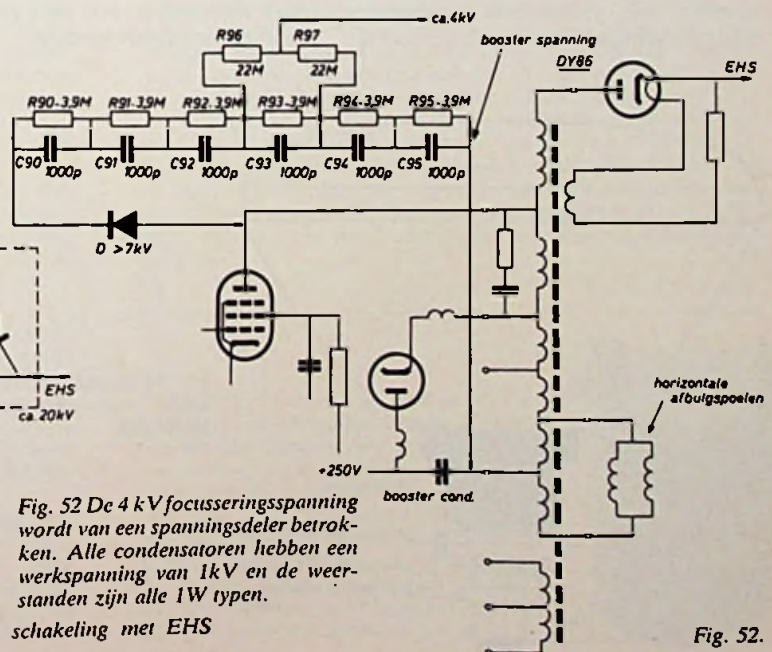 R96
R97
ca.4kV
22M
22M
booster spanning
DY86
EHS
R90-3,9M
R91-3,9M
R92-3,9M
R93-3,9M
R94-3,9M
R95-3,9M
C90
1000p
C91
1000p
C92
1000p
C93
1000p
C94
1000p
C95
1000p
D >7kV
EHS
ca.20kV
+250V
booster cond.
horizontale
afbuigspoelen
Fig. 52 De 4 kV focusseringsspanning
wordt van een spanningsdeler betrok-
ken. Alle condensatoren hebben een
werkspanning van 1kV en de weer-
standen zijn alle 1W typen.
schakeling met EHS
Fig. 52.